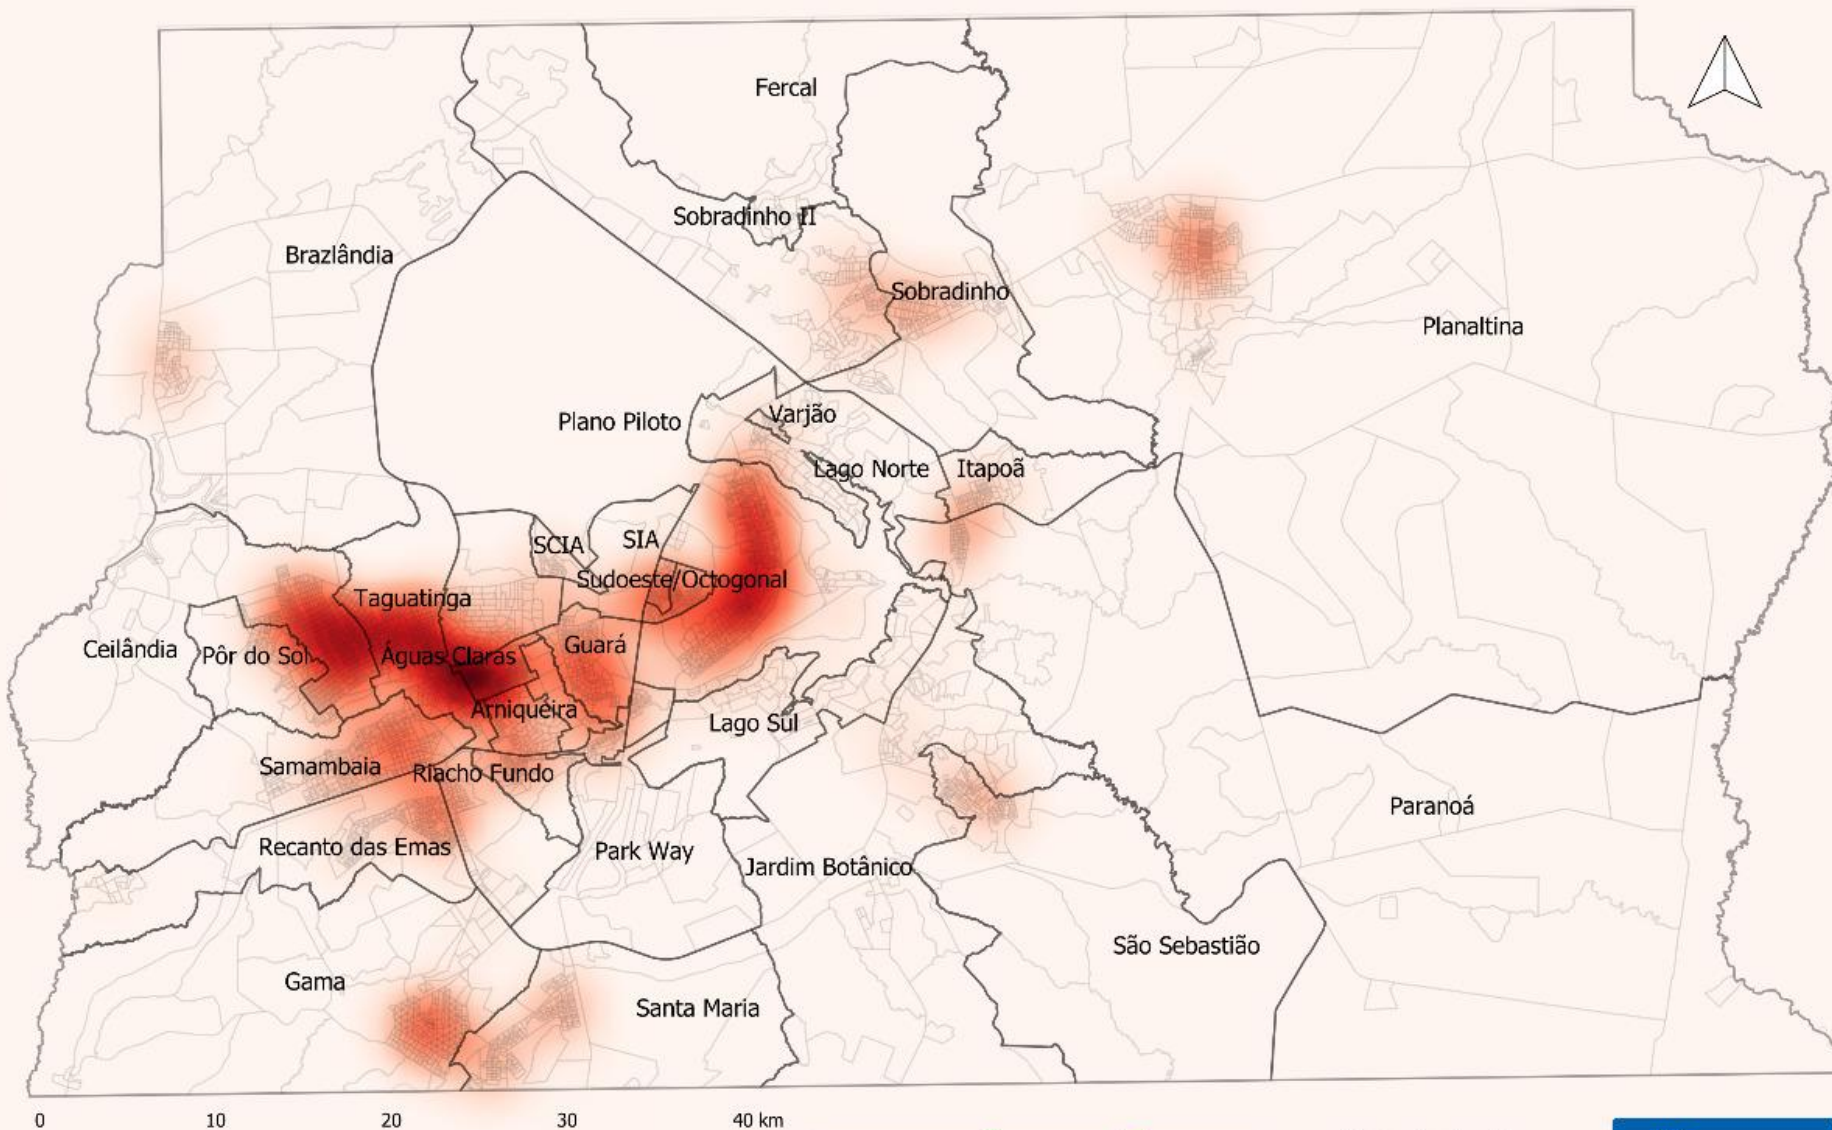 Fercal
Sobradinho II
Brazlândia
Sobradinho
Planaltina
Plano Piloto
Varjão
Lago Norte
Itapoã
SCIA
SIA
Sudoeste/Octogonal
Taguatinga
Ceilândia
Pôr do Sol
Águas Claras
Guará
Arniqueira
Lago Sul
Samambaia
Riacho Fundo
Paranoá
Recanto das Emas
Park Way
Jardim Botânico
São Sebastião
Gama
Santa Maria
0 10 20 30 40 km